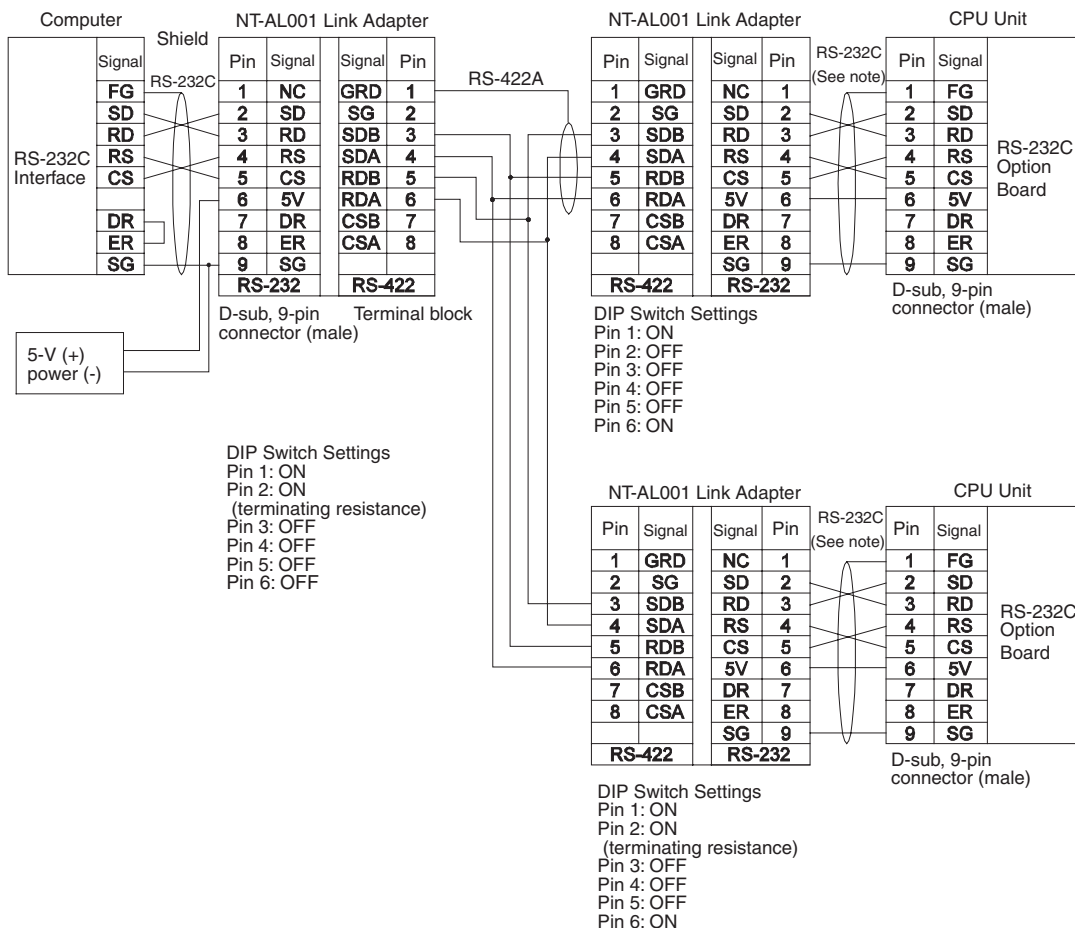 Computer
NT-AL001 Link Adapter
NT-AL001 Link Adapter
CPU Unit
Shield
RS-232C
RS-422A
RS-232C
(See note)
RS-232C Interface
Signal
FG
SD
RD
RS
CS
DR
ER
SG
Pin Signal
1 NC
2 SD
3 RD
4 RS
5 CS
6 5V
7 DR
8 ER
9 SG
RS-232
Signal Pin
GRD 1
SG 2
SDB 3
SDA 4
RDB 5
RDA 6
CSB 7
CSA 8
RS-422
D-sub, 9-pin
connector (male)
Terminal block
5-V (+)
power (-)
DIP Switch Settings
Pin 1: ON
Pin 2: ON
(terminating resistance)
Pin 3: OFF
Pin 4: OFF
Pin 5: OFF
Pin 6: OFF
Pin Signal
1 GRD
2 SG
3 SDB
4 SDA
5 RDB
6 RDA
7 CSB
8 CSA
RS-422
Signal Pin
NC 1
SD 2
RD 3
RS 4
CS 5
5V 6
DR 7
ER 8
SG 9
RS-232
Pin Signal
1 FG
2 SD
3 RD
4 RS
5 CS
6 5V
7 DR
8 ER
9 SG
RS-232C
Option
Board
D-sub, 9-pin
connector (male)
DIP Switch Settings
Pin 1: ON
Pin 2: OFF
Pin 3: OFF
Pin 4: OFF
Pin 5: OFF
Pin 6: ON
NT-AL001 Link Adapter
CPU Unit
RS-232C
(See note)
Pin Signal
1 GRD
2 SG
3 SDB
4 SDA
5 RDB
6 RDA
7 CSB
8 CSA
RS-422
Signal Pin
NC 1
SD 2
RD 3
RS 4
CS 5
5V 6
DR 7
ER 8
SG 9
RS-232
Pin Signal
1 FG
2 SD
3 RD
4 RS
5 CS
6 5V
7 DR
8 ER
9 SG
RS-232C
Option
Board
D-sub, 9-pin
connector (male)
DIP Switch Settings
Pin 1: ON
Pin 2: ON
(terminating resistance)
Pin 3: OFF
Pin 4: OFF
Pin 5: OFF
Pin 6: ON